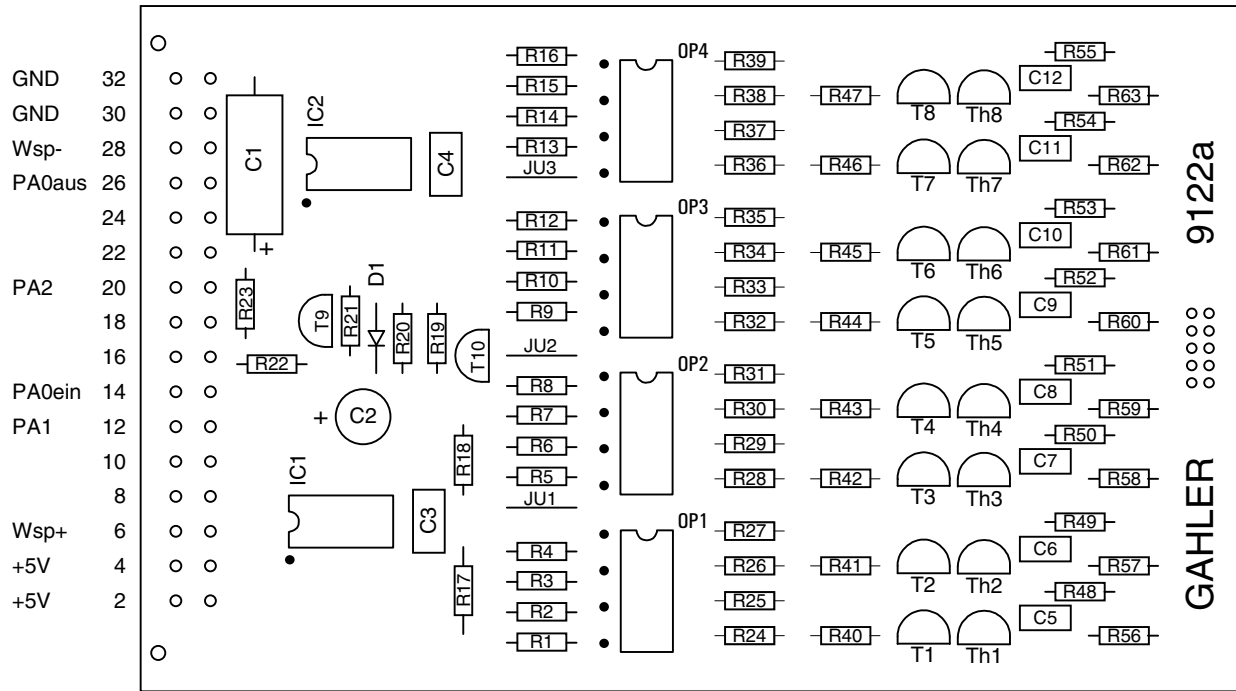 GND 32
GND 30
Wsp- 28
PA0aus 26
24
22
PA2 20
18
16
PA0ein 14
PA1 12
10
8
Wsp+ 6
+5V 4
+5V 2
C1
+
IC2
C4
R23
T9
R21
D1
R20
R19
T10
R22
+ C2
R18
IC1
C3
R17
R16
R15
R14
R13
JU3
R12
R11
R10
R9
JU2
R8
R7
R6
R5
JU1
R4
R3
R2
R1
OP4
OP3
OP2
OP1
R39
R38
R37
R36
R35
R34
R33
R32
R31
R30
R29
R28
R27
R26
R25
R24
R47
R46
R45
R44
R43
R42
R41
R40
T8 Th8
T7 Th7
T6 Th6
T5 Th5
T4 Th4
T3 Th3
T2 Th2
T1 Th1
R55
C12
R63
R54
C11
R62
R53
C10
R61
R52
C9
R60
R51
C8
R59
R50
C7
R58
R49
C6
R57
R48
C5
R56
9122a
GAHLER